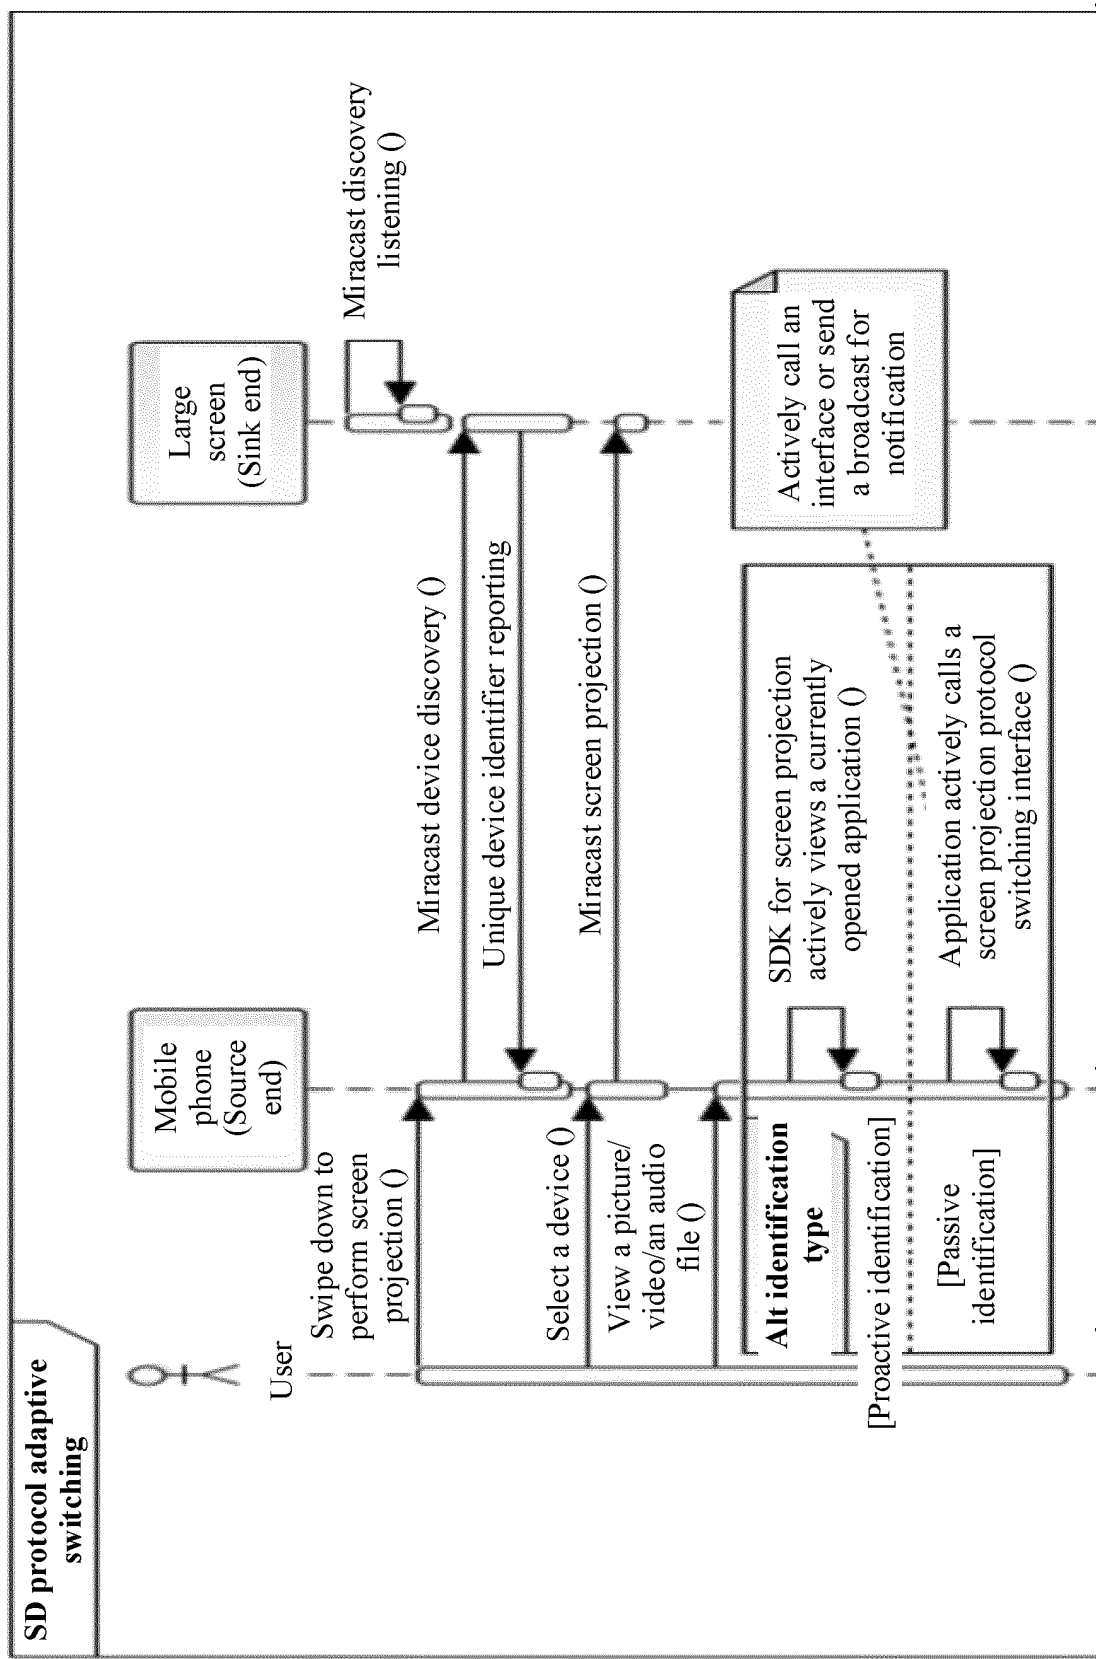 SD protocol adaptive
switching
User
Mobile
phone
(Source
end)
Large
screen
(Sink end)
Miracast discovery
listening ()
Swipe down to
perform screen
projection ()
Miracast device discovery ()
Unique device identifier reporting
Select a device ()
Miracast screen projection ()
View a picture/
video/an audio
file ()
Alt identification
type
[Proactive identification]
SDK for screen projection
actively views a currently
opened application ()
Actively call an
interface or send
a broadcast for
notification
[Passive
identification]
Application actively calls a
screen projection protocol
switching interface ()